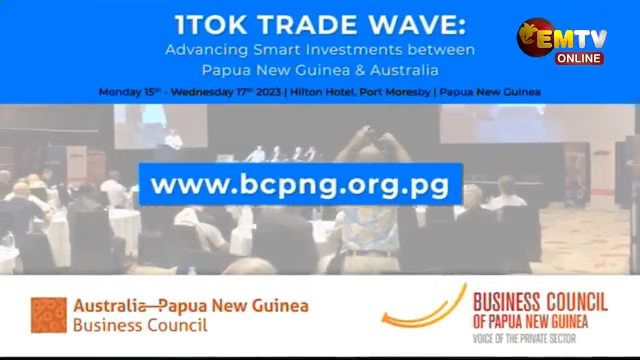 1TOK TRADE WAVE:
Advancing Smart Investments between
Papua New Guinea & Australia
Monday 15th - Wednesday 17th 2023 | Hilton Hotel, Port Moresby | Papua New Guinea
EMTV
ONLINE
www.bcpng.org.pg
Australia—Papua New Guinea
Business Council
BUSINESS COUNCIL
OF PAPUA NEW GUINEA
VOICE OF THE PRIVATE SECTOR